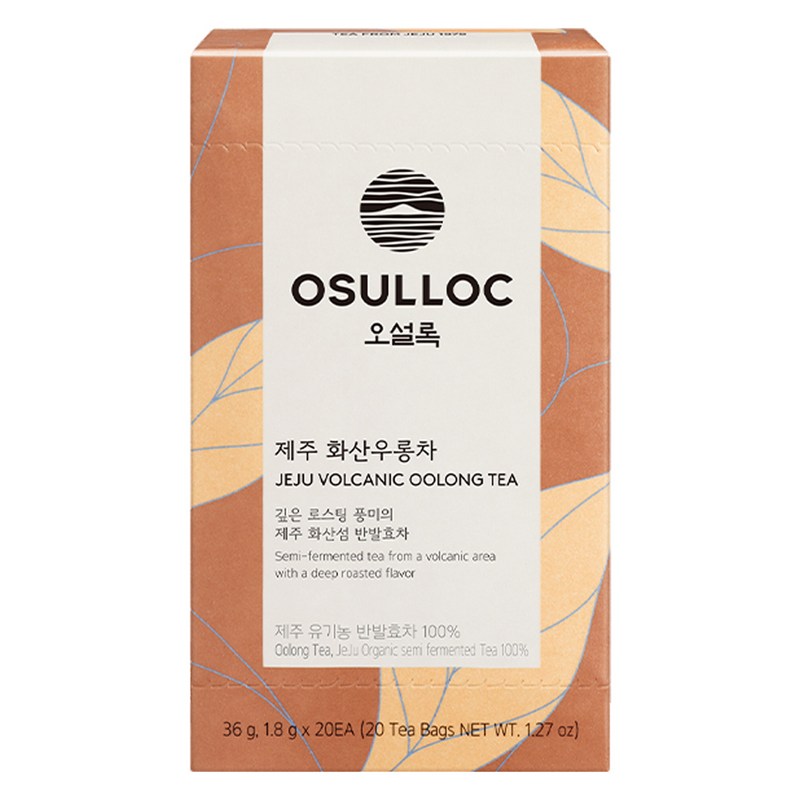 TEA FROM JEJU 1979
OSULLOC
오설록
제주 화산우롱차
JEJU VOLCANIC OOLONG TEA
깊은 로스팅 풍미의
제주 화산섬 반발효차
Semi-fermented tea from a volcanic area
with a deep roasted flavor
제주 유기농 반발효차 100%
Oolong Tea, JeJu Organic semi fermented Tea 100%
36 g, 1.8 g x 20EA (20 Tea Bags NET WT. 1.27 oz)